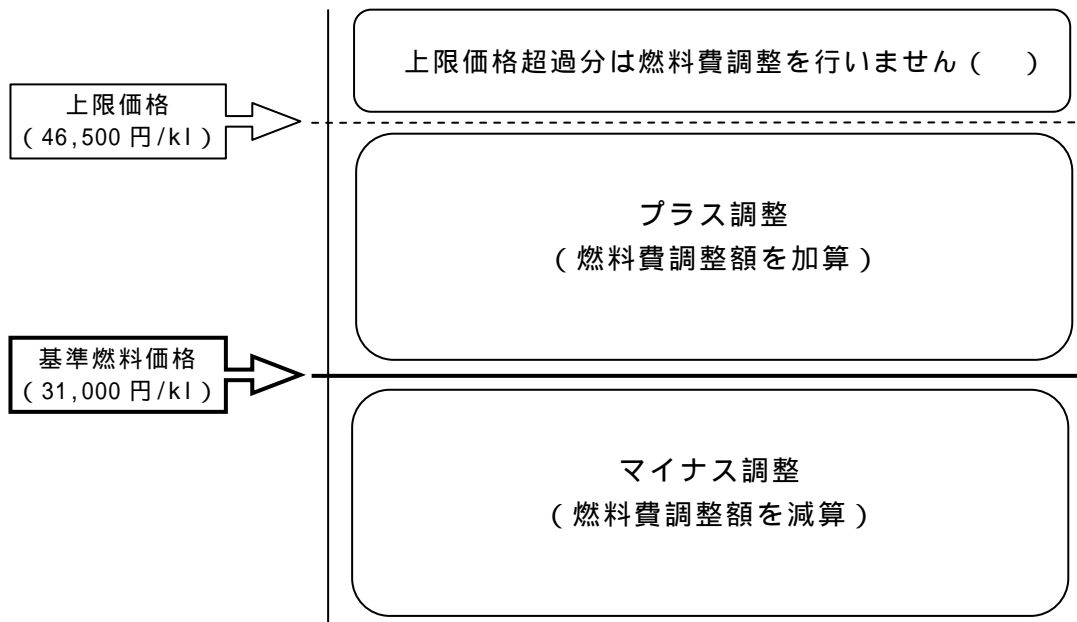 上限価格超過分は燃料費調整を行いません（　）
上限価格
（46,500円/kl）
プラス調整
（燃料費調整額を加算）
基準燃料価格
（31,000円/kl）
マイナス調整
（燃料費調整額を減算）